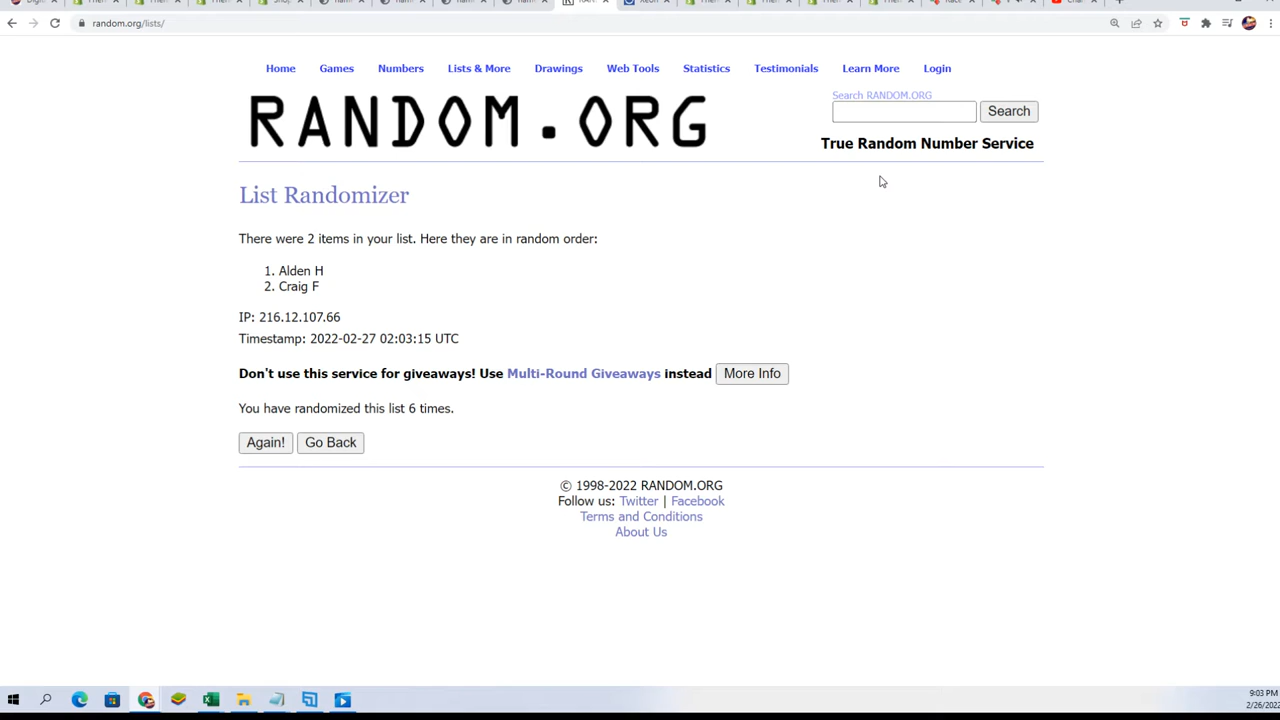 random.org/lists/
Home Games Numbers Lists & More Drawings Web Tools Statistics Testimonials Learn More Login
RANDOM.ORG
Search RANDOM.ORG
Search
True Random Number Service
List Randomizer
There were 2 items in your list. Here they are in random order:
1. Alden H
2. Craig F
IP: 216.12.107.66
Timestamp: 2022-02-27 02:03:15 UTC
Don't use this service for giveaways! Use Multi-Round Giveaways instead More Info
You have randomized this list 6 times.
Again! Go Back
© 1998-2022 RANDOM.ORG
Follow us: Twitter | Facebook
Terms and Conditions
About Us
9:03 PM